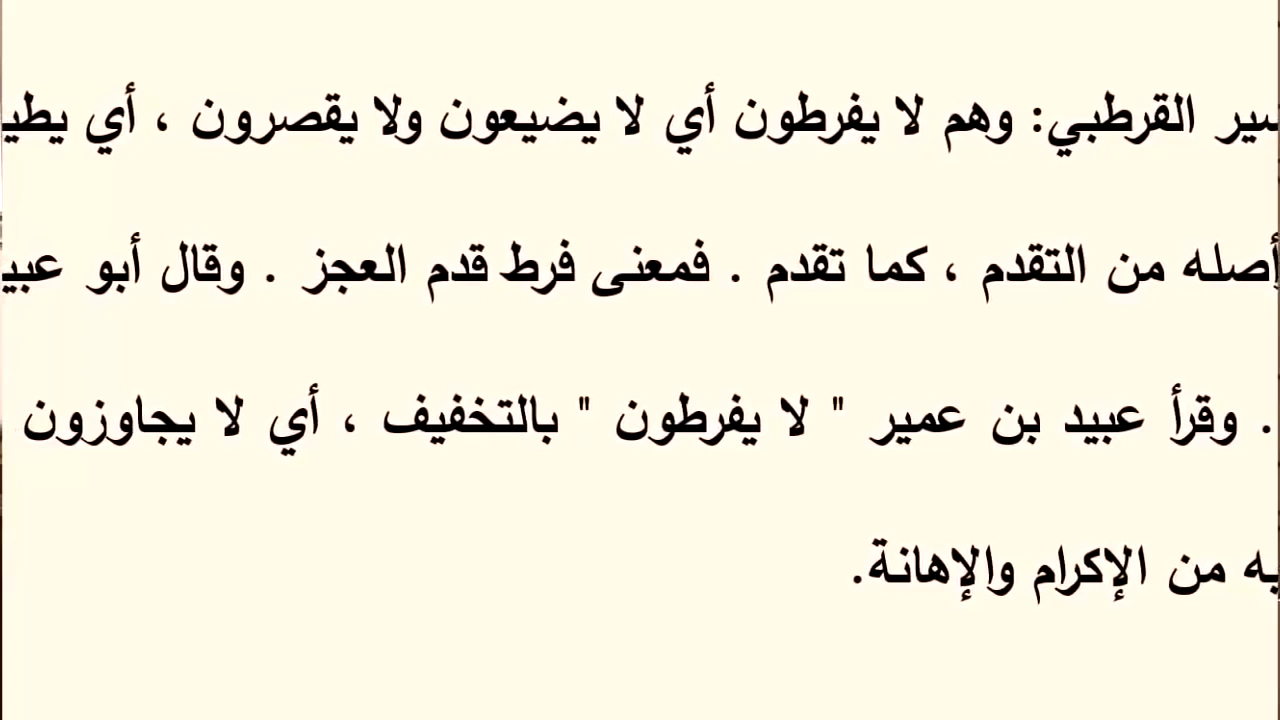 سير القرطبي: وهم لا يفرطون أي لا يضيعون ولا يقصرون ، أي يطي
أصله من التقدم ، كما تقدم . فمعنى فرط قدم العجز . وقال أبو عبي
. وقرأ عبيد بن عمير " لا يفرطون " بالتخفيف ، أي لا يجاوزون
به من الإكرام والإهانة.